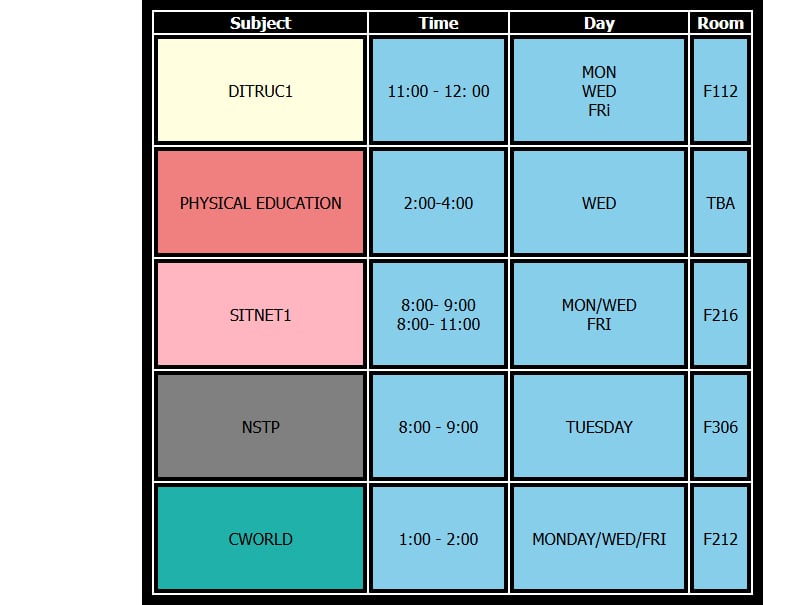 Subject Time Day Room
DITRUC1 11:00 - 12: 00 MON
WED
FRi F112
PHYSICAL EDUCATION 2:00-4:00 WED TBA
SITNET1 8:00- 9:00
8:00- 11:00 MON/WED
FRI F216
NSTP 8:00 - 9:00 TUESDAY F306
CWORLD 1:00 - 2:00 MONDAY/WED/FRI F212